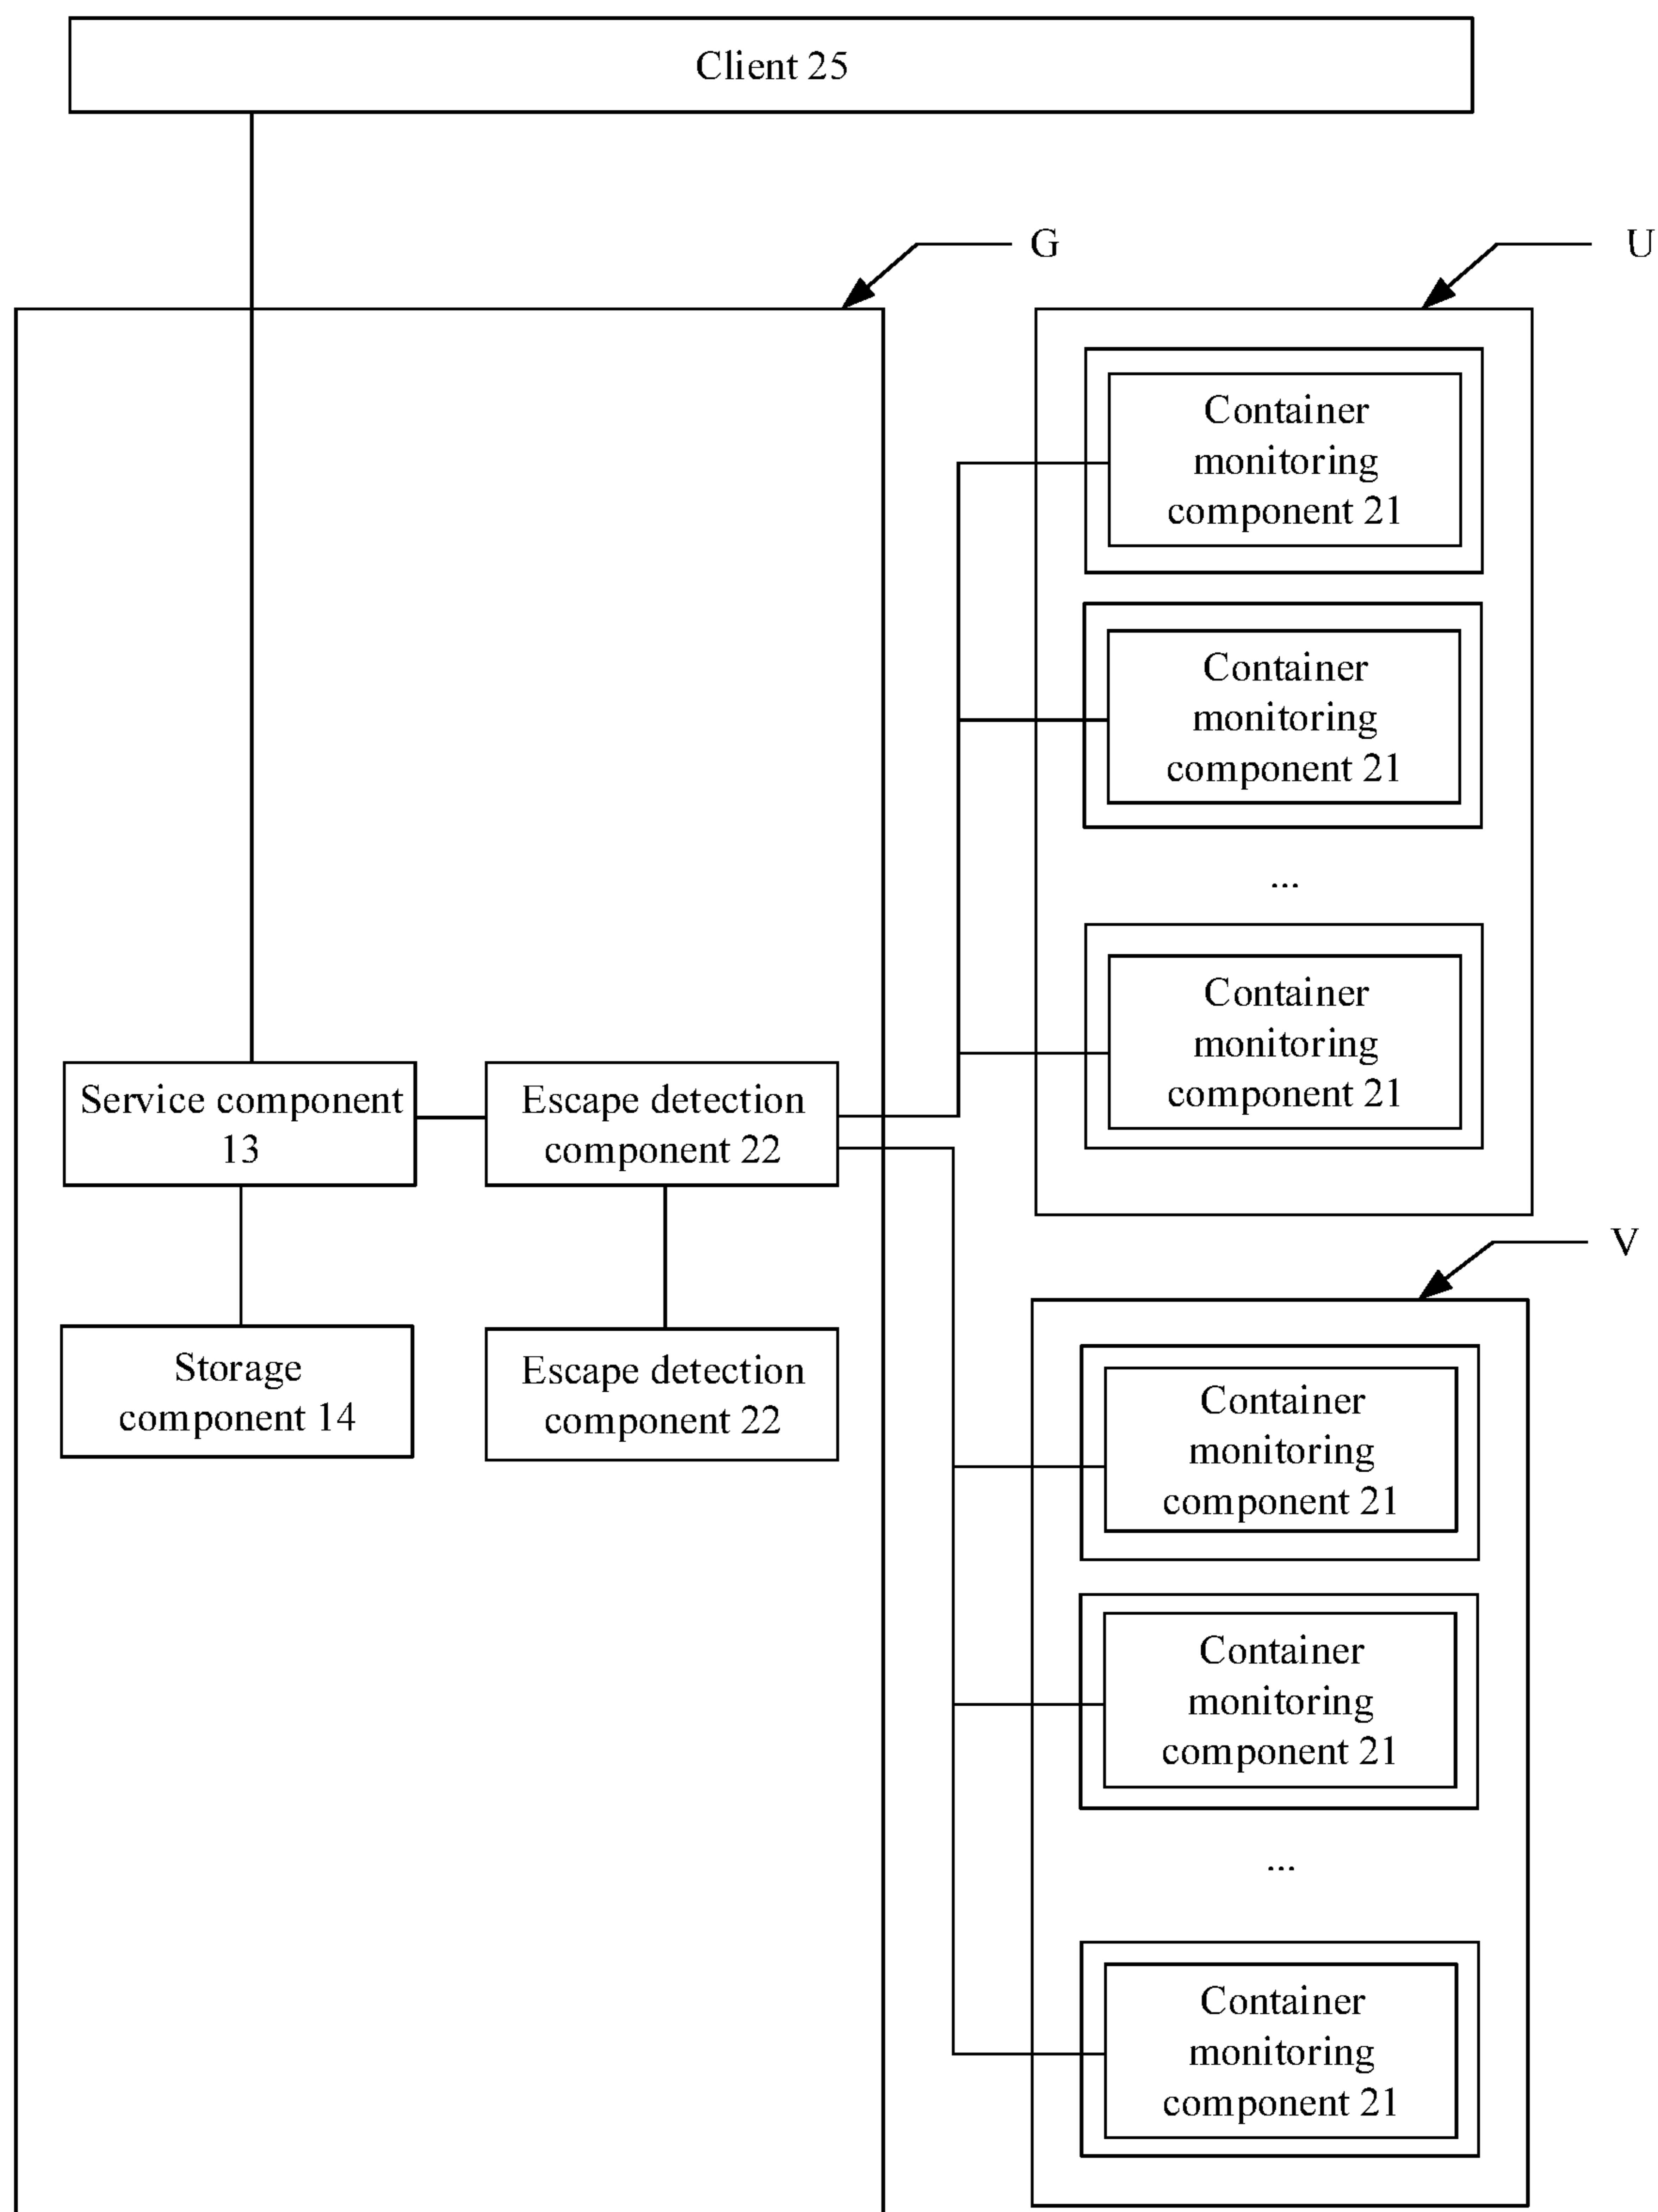 Client 25
G
U
Container
monitoring
component 21
Container
monitoring
component 21
...
Container
monitoring
component 21
Service component
13
Escape detection
component 22
Storage
component 14
Escape detection
component 22
V
Container
monitoring
component 21
Container
monitoring
component 21
...
Container
monitoring
component 21